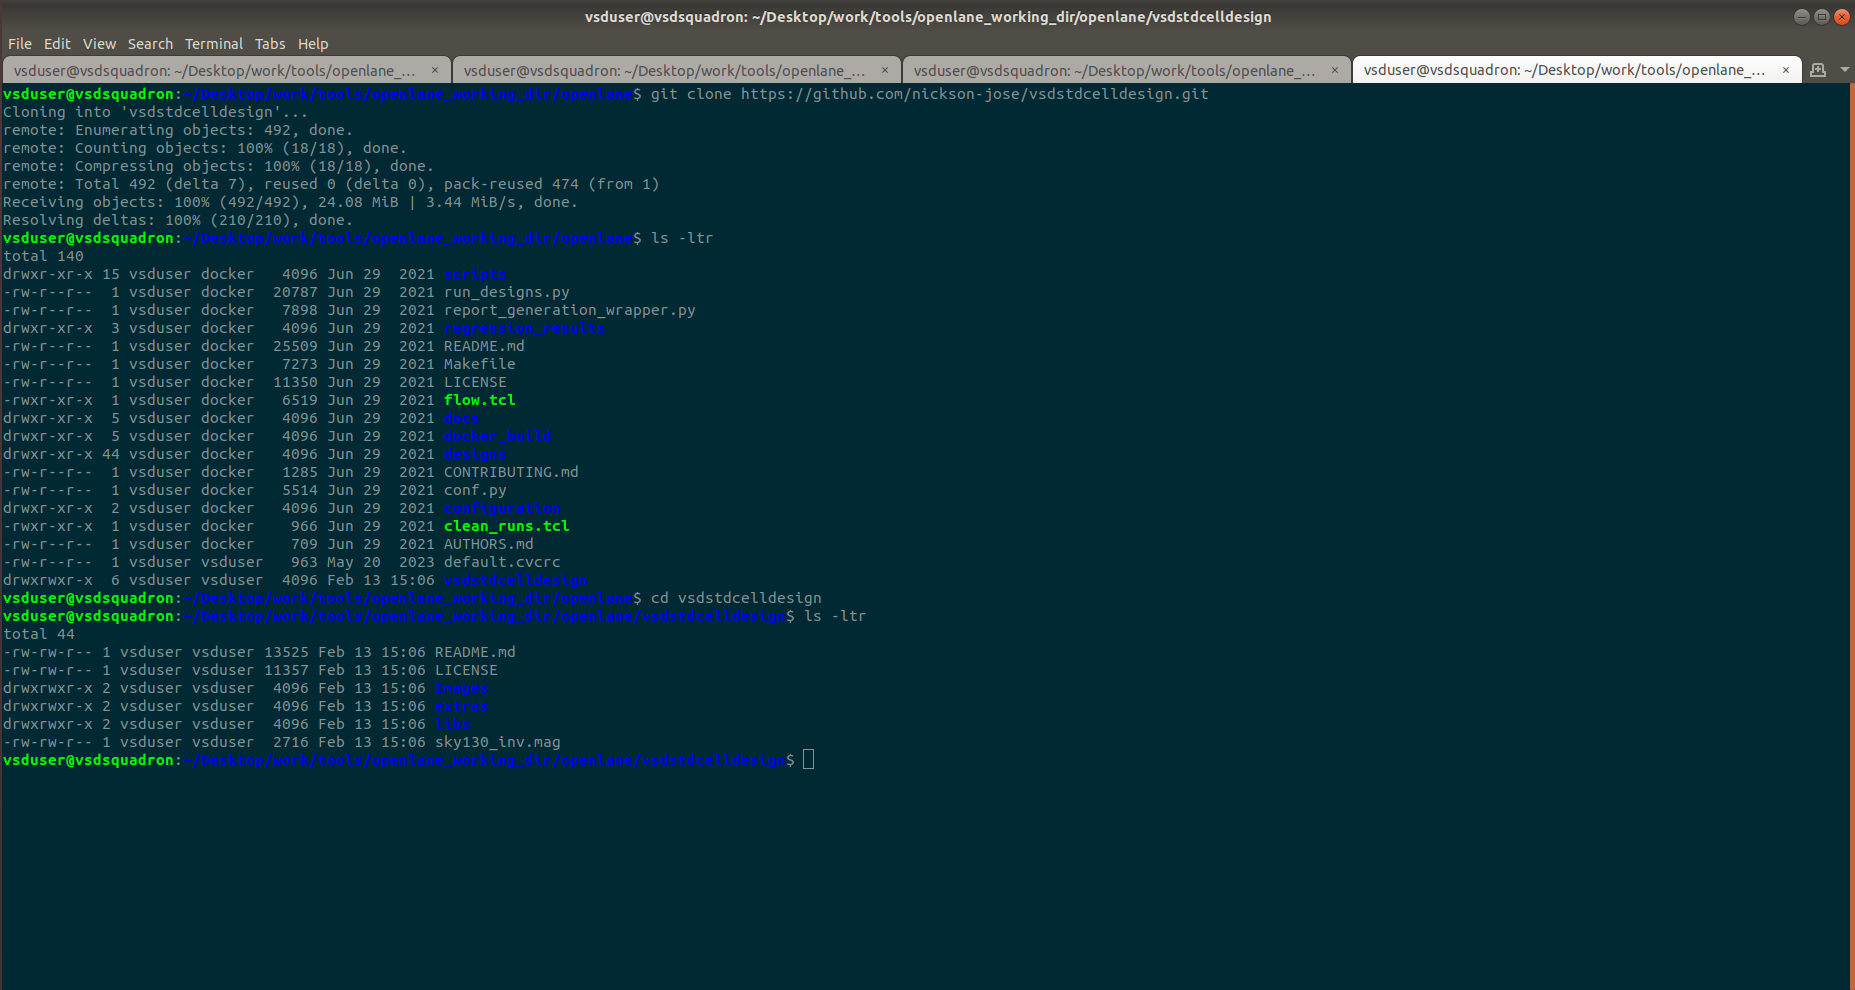 vsduser@vsdsquadron: ~/Desktop/work/tools/openlane_working_dir/openlane/vsdstdcelldesign
File Edit View Search Terminal Tabs Help
vsduser@vsdsquadron: ~/Desktop/work/tools/openlane_... × vsduser@vsdsquadron: ~/Desktop/work/tools/openlane_... × vsduser@vsdsquadron: ~/Desktop/work/tools/openlane_... × vsduser@vsdsquadron: ~/Desktop/work/tools/openlane_... ×
vsduser@vsdsquadron:~/Desktop/work/tools/openlane_working_dir/openlane$ git clone https://github.com/nickson-jose/vsdstdcelldesign.git
Cloning into 'vsdstdcelldesign'...
remote: Enumerating objects: 492, done.
remote: Counting objects: 100% (18/18), done.
remote: Compressing objects: 100% (18/18), done.
remote: Total 492 (delta 7), reused 0 (delta 0), pack-reused 474 (from 1)
Receiving objects: 100% (492/492), 24.08 MiB | 3.44 MiB/s, done.
Resolving deltas: 100% (210/210), done.
vsduser@vsdsquadron:~/Desktop/work/tools/openlane_working_dir/openlane$ ls -ltr
total 140
drwxr-xr-x 15 vsduser docker   4096 Jun 29  2021 scripts
-rw-r--r--  1 vsduser docker  20787 Jun 29  2021 run_designs.py
-rw-r--r--  1 vsduser docker   7898 Jun 29  2021 report_generation_wrapper.py
drwxr-xr-x  3 vsduser docker   4096 Jun 29  2021 regression_results
-rw-r--r--  1 vsduser docker  25509 Jun 29  2021 README.md
-rw-r--r--  1 vsduser docker   7273 Jun 29  2021 Makefile
-rw-r--r--  1 vsduser docker  11350 Jun 29  2021 LICENSE
-rwxr-xr-x  1 vsduser docker   6519 Jun 29  2021 flow.tcl
drwxr-xr-x  5 vsduser docker   4096 Jun 29  2021 docs
drwxr-xr-x  5 vsduser docker   4096 Jun 29  2021 docker_build
drwxr-xr-x 44 vsduser docker   4096 Jun 29  2021 designs
-rw-r--r--  1 vsduser docker   1285 Jun 29  2021 CONTRIBUTING.md
-rw-r--r--  1 vsduser docker   5514 Jun 29  2021 conf.py
drwxr-xr-x  2 vsduser docker   4096 Jun 29  2021 configuration
-rwxr-xr-x  1 vsduser docker    966 Jun 29  2021 clean_runs.tcl
-rw-r--r--  1 vsduser docker    709 Jun 29  2021 AUTHORS.md
-rw-r--r--  1 vsduser vsduser   963 May 20  2023 default.cvcrc
drwxrwxr-x  6 vsduser vsduser  4096 Feb 13 15:06 vsdstdcelldesign
vsduser@vsdsquadron:~/Desktop/work/tools/openlane_working_dir/openlane$ cd vsdstdcelldesign
vsduser@vsdsquadron:~/Desktop/work/tools/openlane_working_dir/openlane/vsdstdcelldesign$ ls -ltr
total 44
-rw-rw-r-- 1 vsduser vsduser 13525 Feb 13 15:06 README.md
-rw-rw-r-- 1 vsduser vsduser 11357 Feb 13 15:06 LICENSE
drwxrwxr-x 2 vsduser vsduser  4096 Feb 13 15:06 Images
drwxrwxr-x 2 vsduser vsduser  4096 Feb 13 15:06 extras
drwxrwxr-x 2 vsduser vsduser  4096 Feb 13 15:06 libs
-rw-rw-r-- 1 vsduser vsduser  2716 Feb 13 15:06 sky130_inv.mag
vsduser@vsdsquadron:~/Desktop/work/tools/openlane_working_dir/openlane/vsdstdcelldesign$